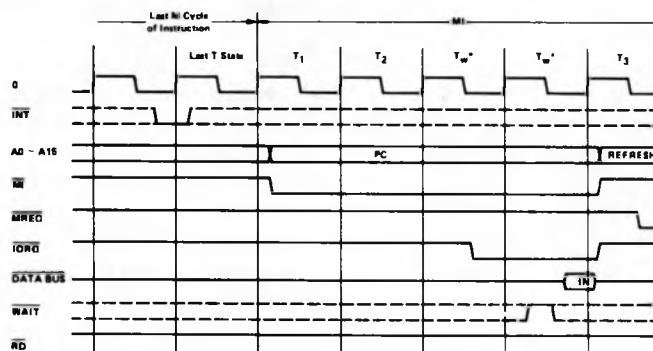 Last M Cycle
of Instruction
M1
Last T State
T1
T2
Tw*
Tw*
T3
0
INT
A0 ~ A15
PC
REFRESH
M1
MREQ
IORQ
DATA BUS
IN
WAIT
RD